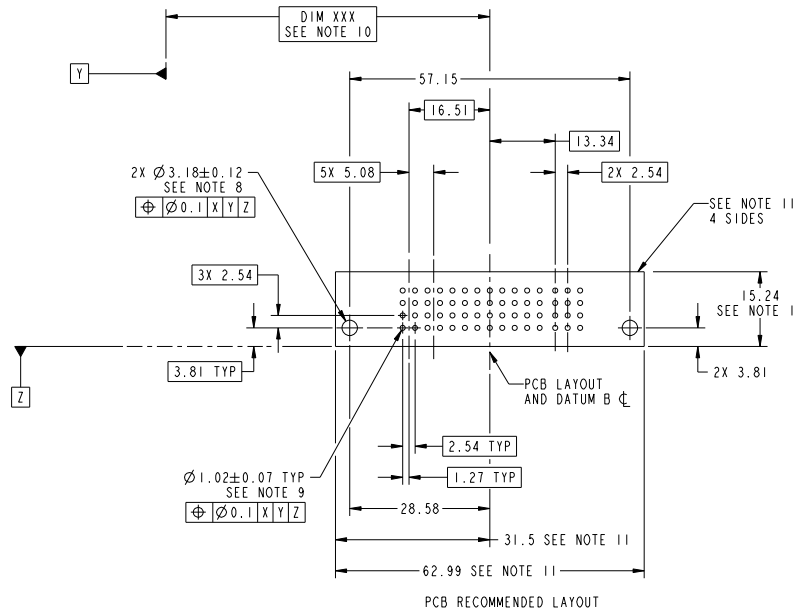 DIM XXX
SEE NOTE 10
Y
57.15
16.51
13.34
2X Ø3.18±0.12
SEE NOTE 8
⌖ Ø0.1 X Y Z
5X 5.08
2X 2.54
SEE NOTE 11
4 SIDES
3X 2.54
15.24
SEE NOTE 1
3.81 TYP
2X 3.81
Z
PCB LAYOUT
AND DATUM B ℄
2.54 TYP
Ø1.02±0.07 TYP
SEE NOTE 9
⌖ Ø0.1 X Y Z
1.27 TYP
28.58
31.5 SEE NOTE 11
62.99 SEE NOTE 11
PCB RECOMMENDED LAYOUT